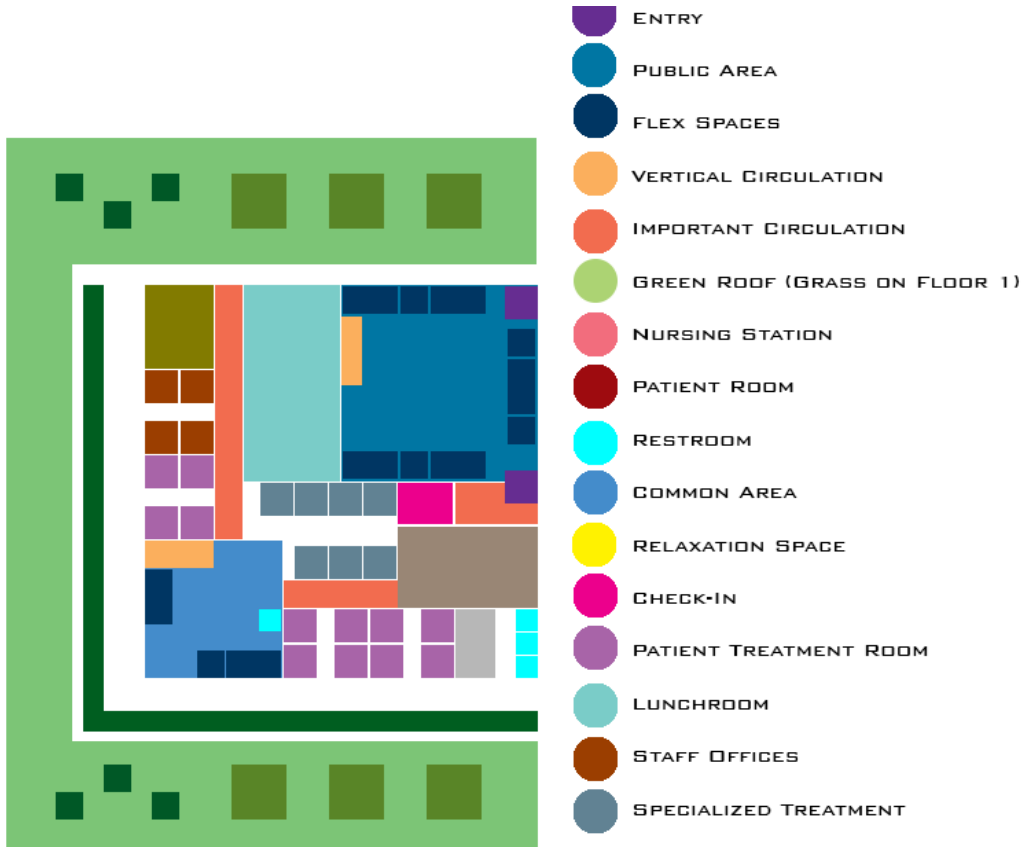 Entry
Public Area
Flex Spaces
Vertical Circulation
Important Circulation
Green Roof (Grass on Floor 1)
Nursing Station
Patient Room
Restroom
Common Area
Relaxation Space
Check-In
Patient Treatment Room
Lunchroom
Staff Offices
Specialized Treatment